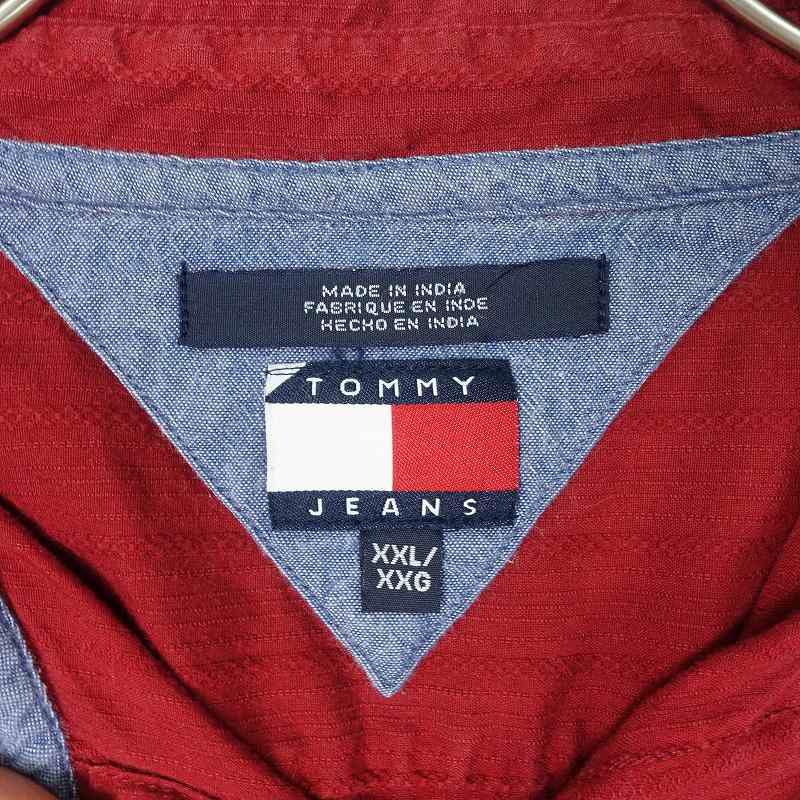 MADE IN INDIA
FABRIQUE EN INDE
HECHO EN INDIA
TOMMY
JEANS
XXL/
XXG